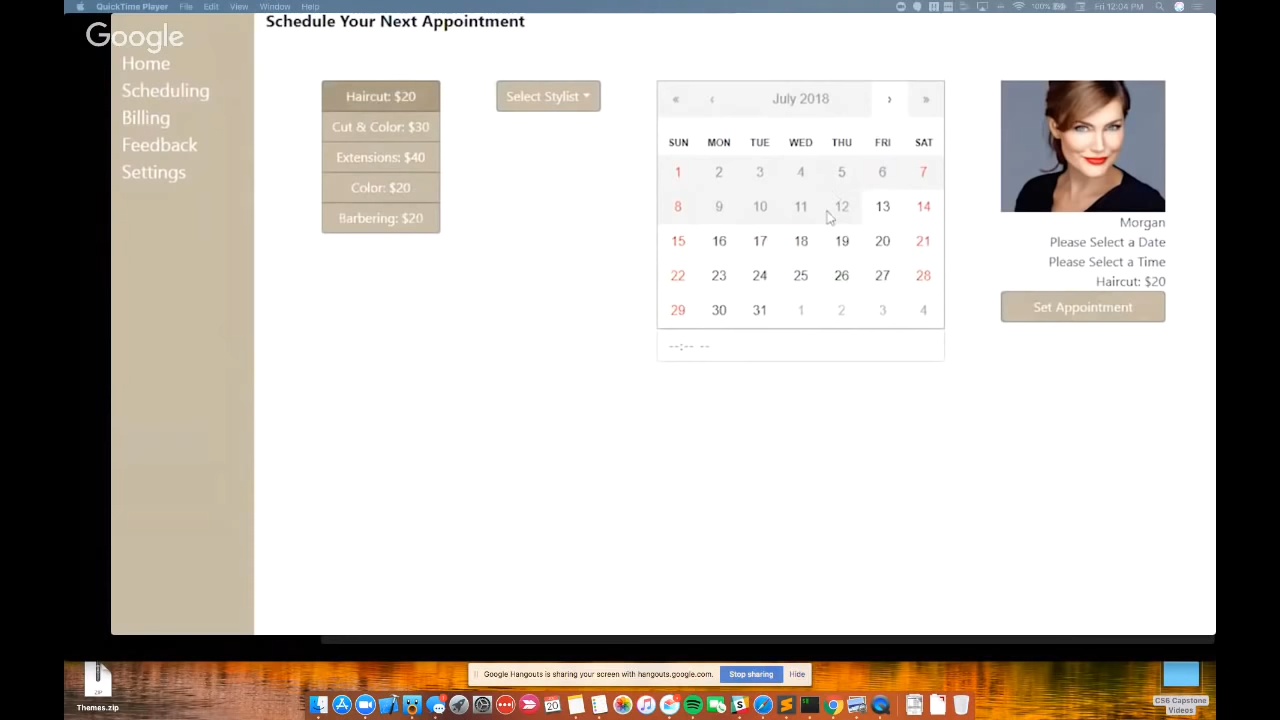 QuickTime Player File Edit View Window Help 100% Fri 12:04 PM
Google
Schedule Your Next Appointment
Home
Scheduling
Billing
Feedback
Settings
Haircut: $20
Cut & Color: $30
Extensions: $40
Color: $20
Barbering: $20
Select Stylist
« ‹ July 2018 › »
SUN MON TUE WED THU FRI SAT
1 2 3 4 5 6 7
8 9 10 11 12 13 14
15 16 17 18 19 20 21
22 23 24 25 26 27 28
29 30 31 1 2 3 4
--:-- --
Morgan
Please Select a Date
Please Select a Time
Haircut: $20
Set Appointment
Google Hangouts is sharing your screen with hangouts.google.com. Stop sharing Hide
ZIP
Themes.zip
20
CS6 Capstone
Videos